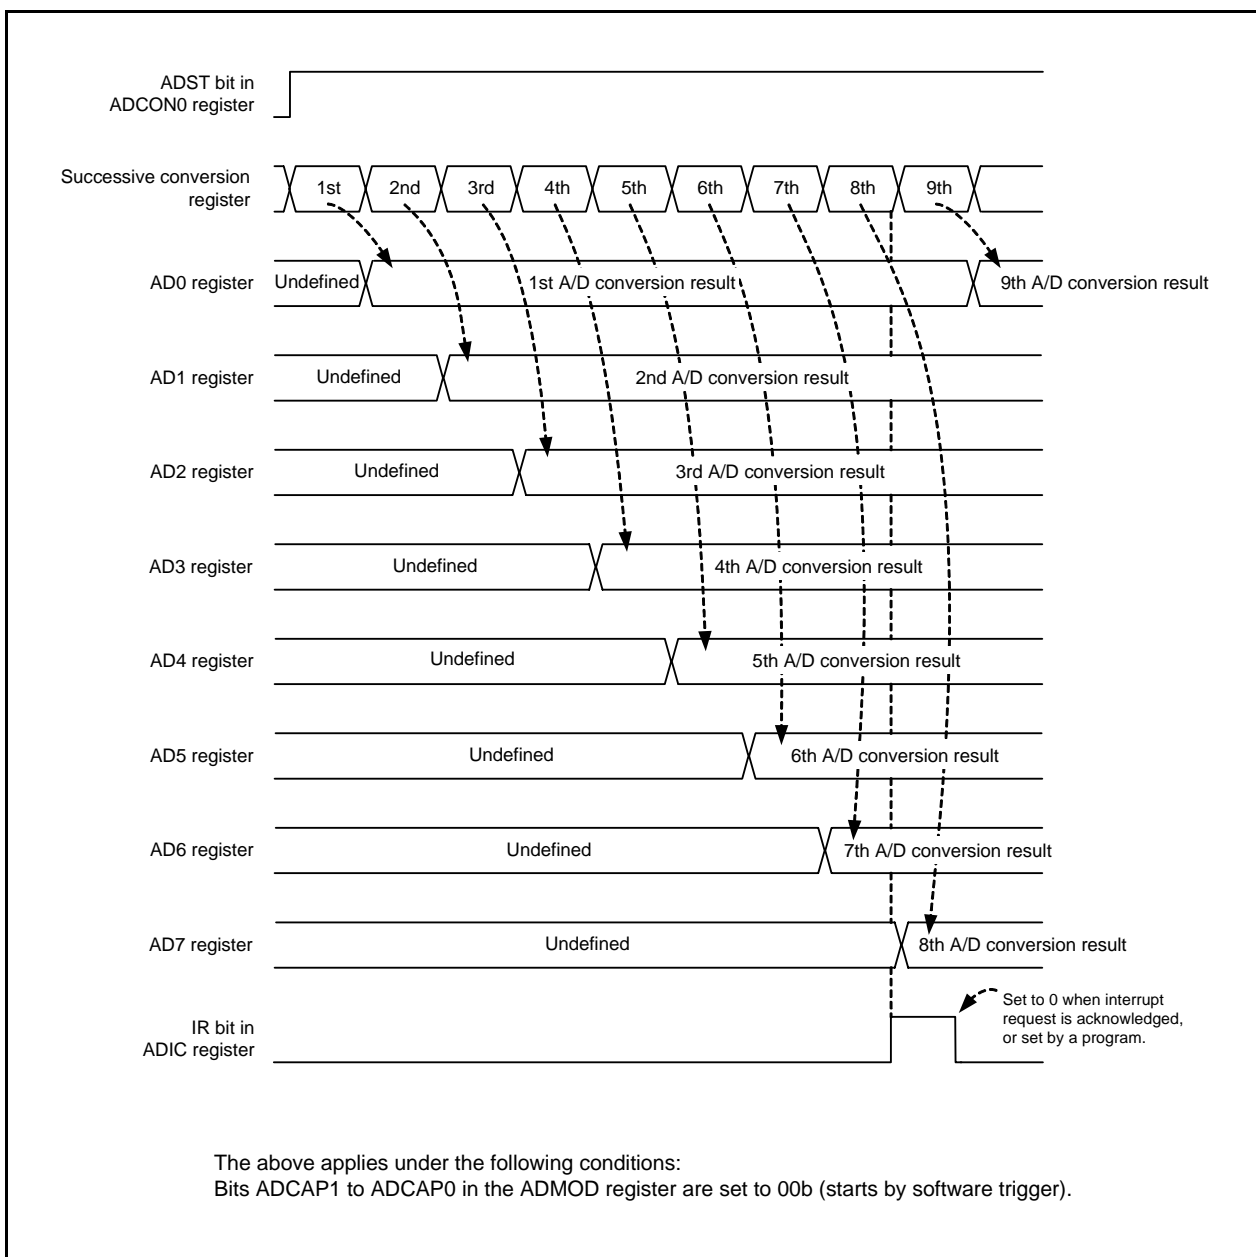 ADST bit in
ADCON0 register
Successive conversion
register
1st 2nd 3rd 4th 5th 6th 7th 8th 9th
AD0 register
Undefined
1st A/D conversion result
9th A/D conversion result
AD1 register
Undefined
2nd A/D conversion result
AD2 register
Undefined
3rd A/D conversion result
AD3 register
Undefined
4th A/D conversion result
AD4 register
Undefined
5th A/D conversion result
AD5 register
Undefined
6th A/D conversion result
AD6 register
Undefined
7th A/D conversion result
AD7 register
Undefined
8th A/D conversion result
IR bit in
ADIC register
Set to 0 when interrupt
request is acknowledged,
or set by a program.
The above applies under the following conditions:
Bits ADCAP1 to ADCAP0 in the ADMOD register are set to 00b (starts by software trigger).